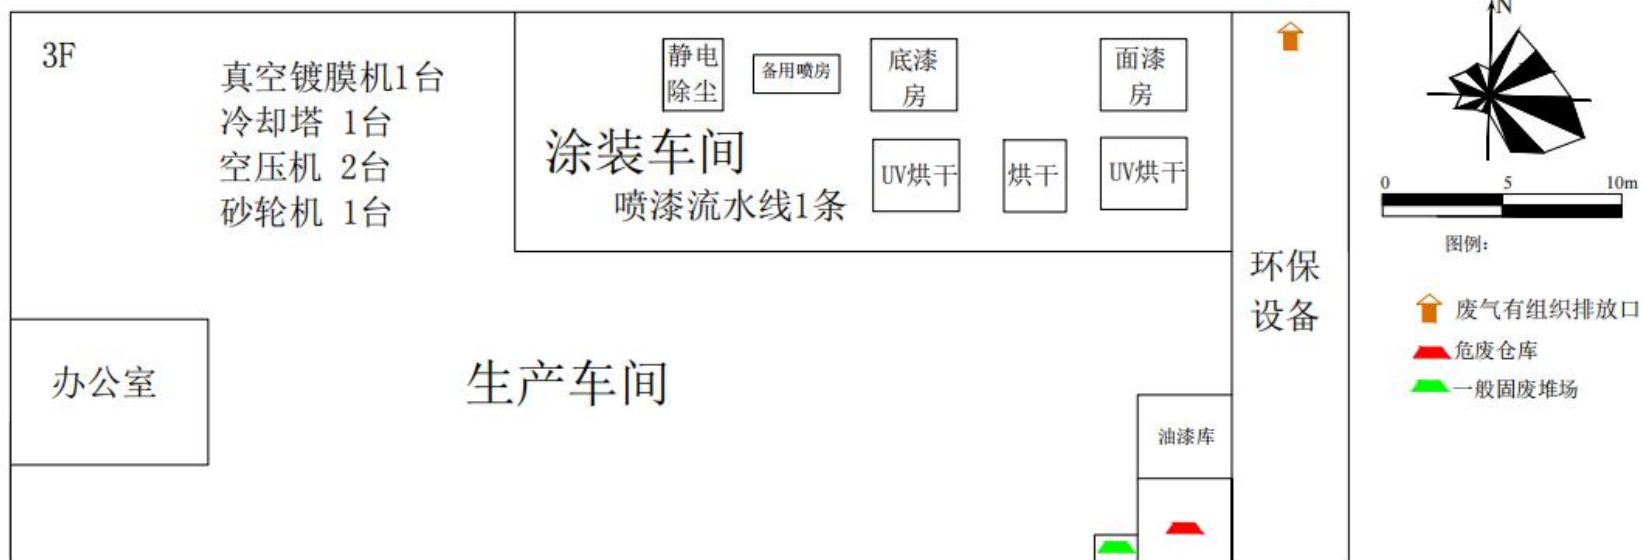 3F
真空镀膜机1台
冷却塔 1台
空压机 2台
砂轮机 1台
静电
除尘
备用喷房
底漆
房
面漆
房
涂装车间
喷漆流水线1条
UV烘干
烘干
UV烘干
环保
设备
办公室
生产车间
油漆库
N
0 5 10m
图例:
废气有组织排放口
危废仓库
一般固废堆场